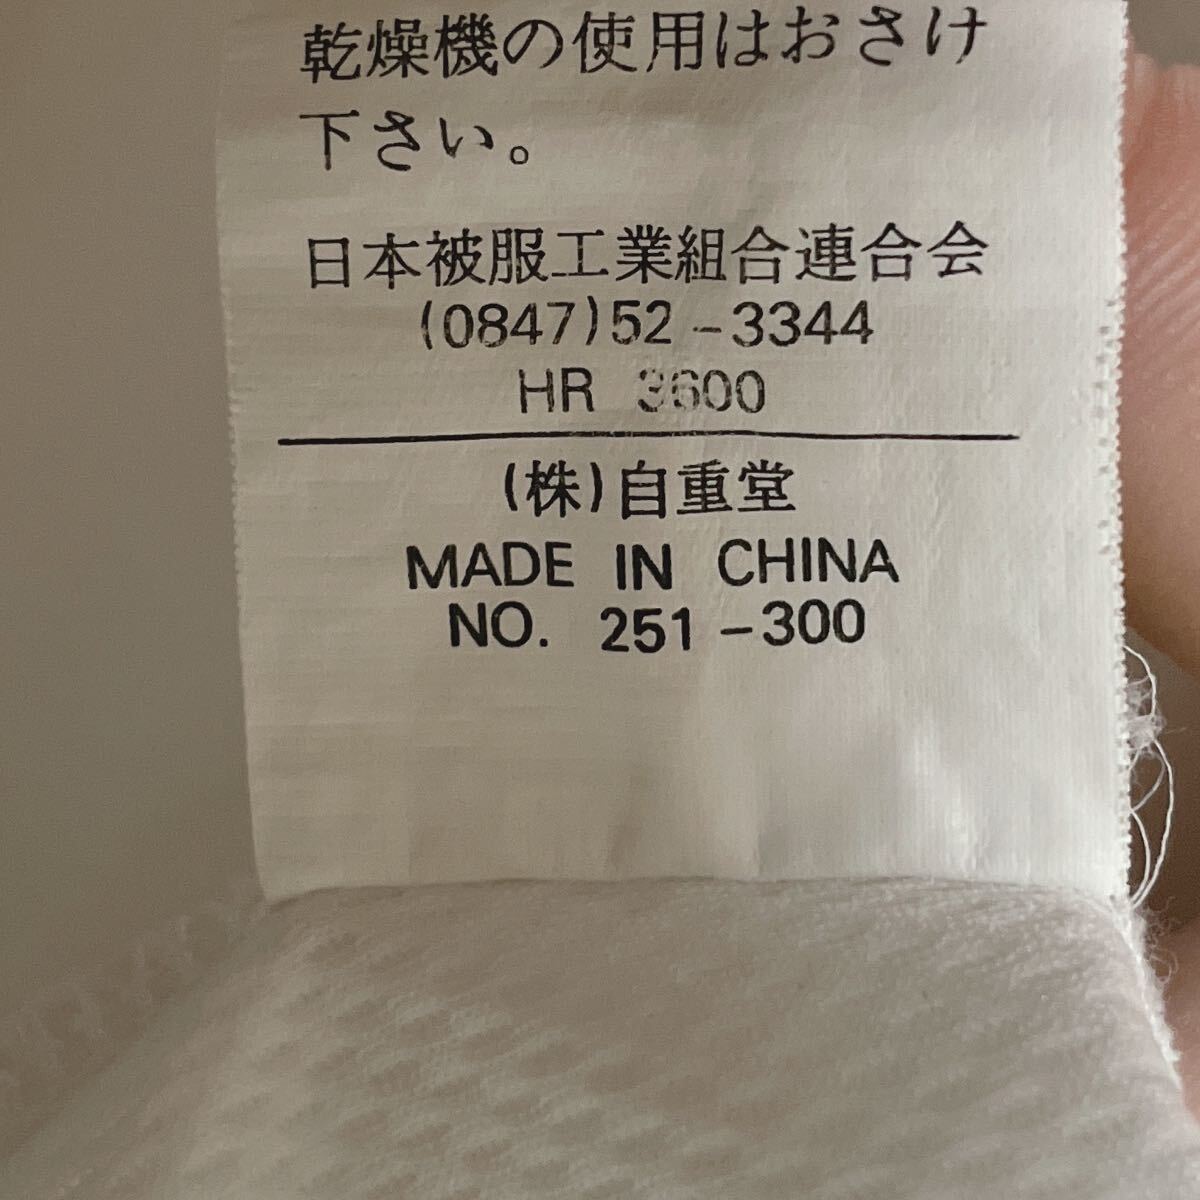 乾燥機の使用はおさけ
下さい。
日本被服工業組合連合会
(0847)52-3344
HR 3600
(株)自重堂
MADE IN CHINA
NO. 251-300